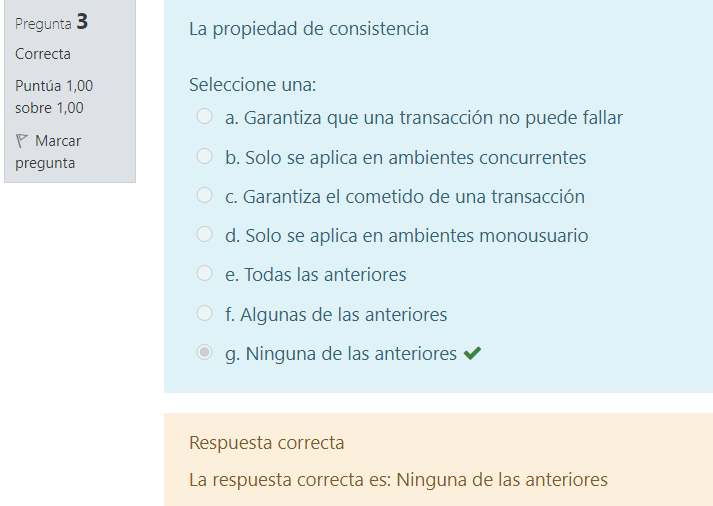 Pregunta 3
Correcta
Puntúa 1,00
sobre 1,00
Marcar
pregunta
La propiedad de consistencia
Seleccione una:
a. Garantiza que una transacción no puede fallar
b. Solo se aplica en ambientes concurrentes
c. Garantiza el cometido de una transacción
d. Solo se aplica en ambientes monousuario
e. Todas las anteriores
f. Algunas de las anteriores
g. Ninguna de las anteriores
Respuesta correcta
La respuesta correcta es: Ninguna de las anteriores